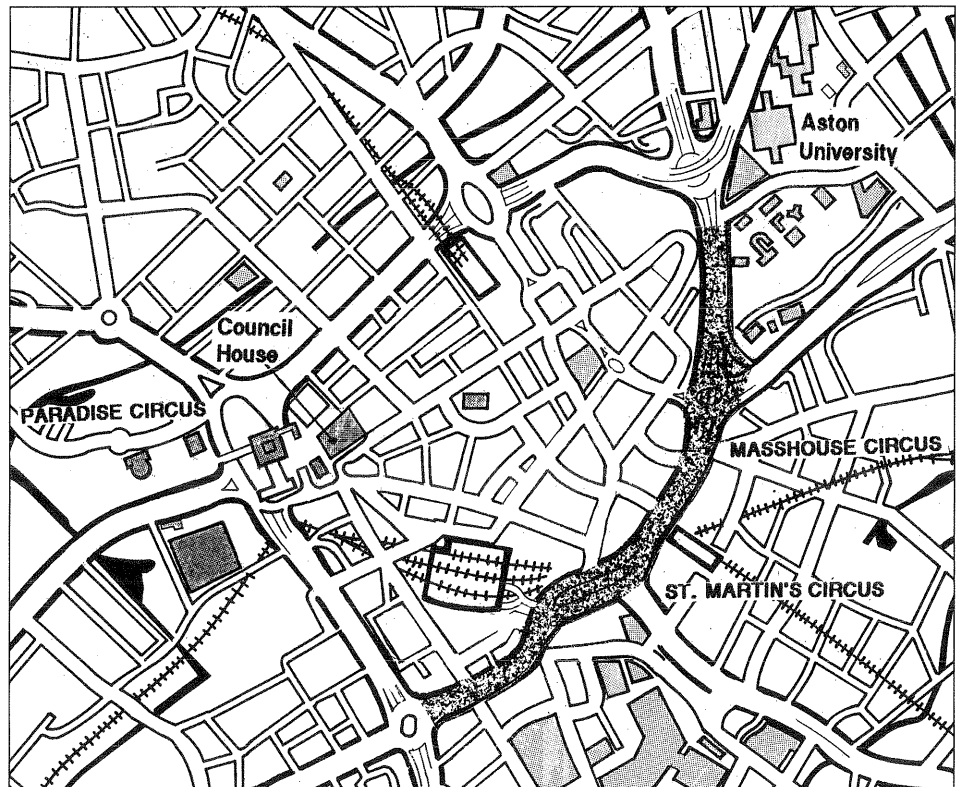 Aston
University
Council
House
PARADISE CIRCUS
MASSHOUSE CIRCUS
ST. MARTIN'S CIRCUS